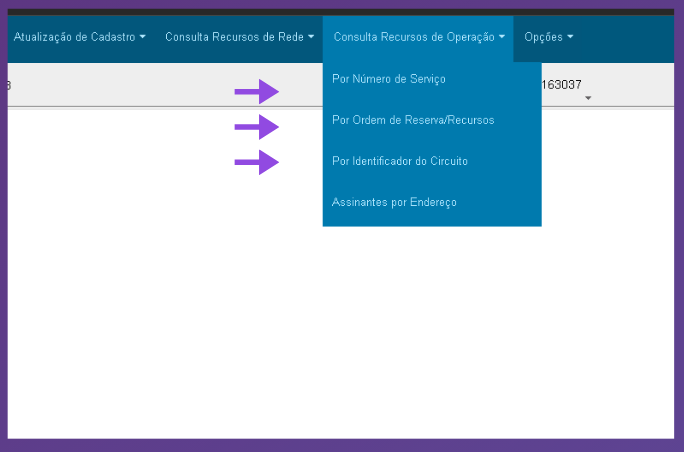 Atualização de Cadastro Consulta Recursos de Rede Consulta Recursos de Operação Opções
Por Número de Serviço
163037
Por Ordem de Reserva/Recursos
Por Identificador do Circuito
Assinantes por Endereço